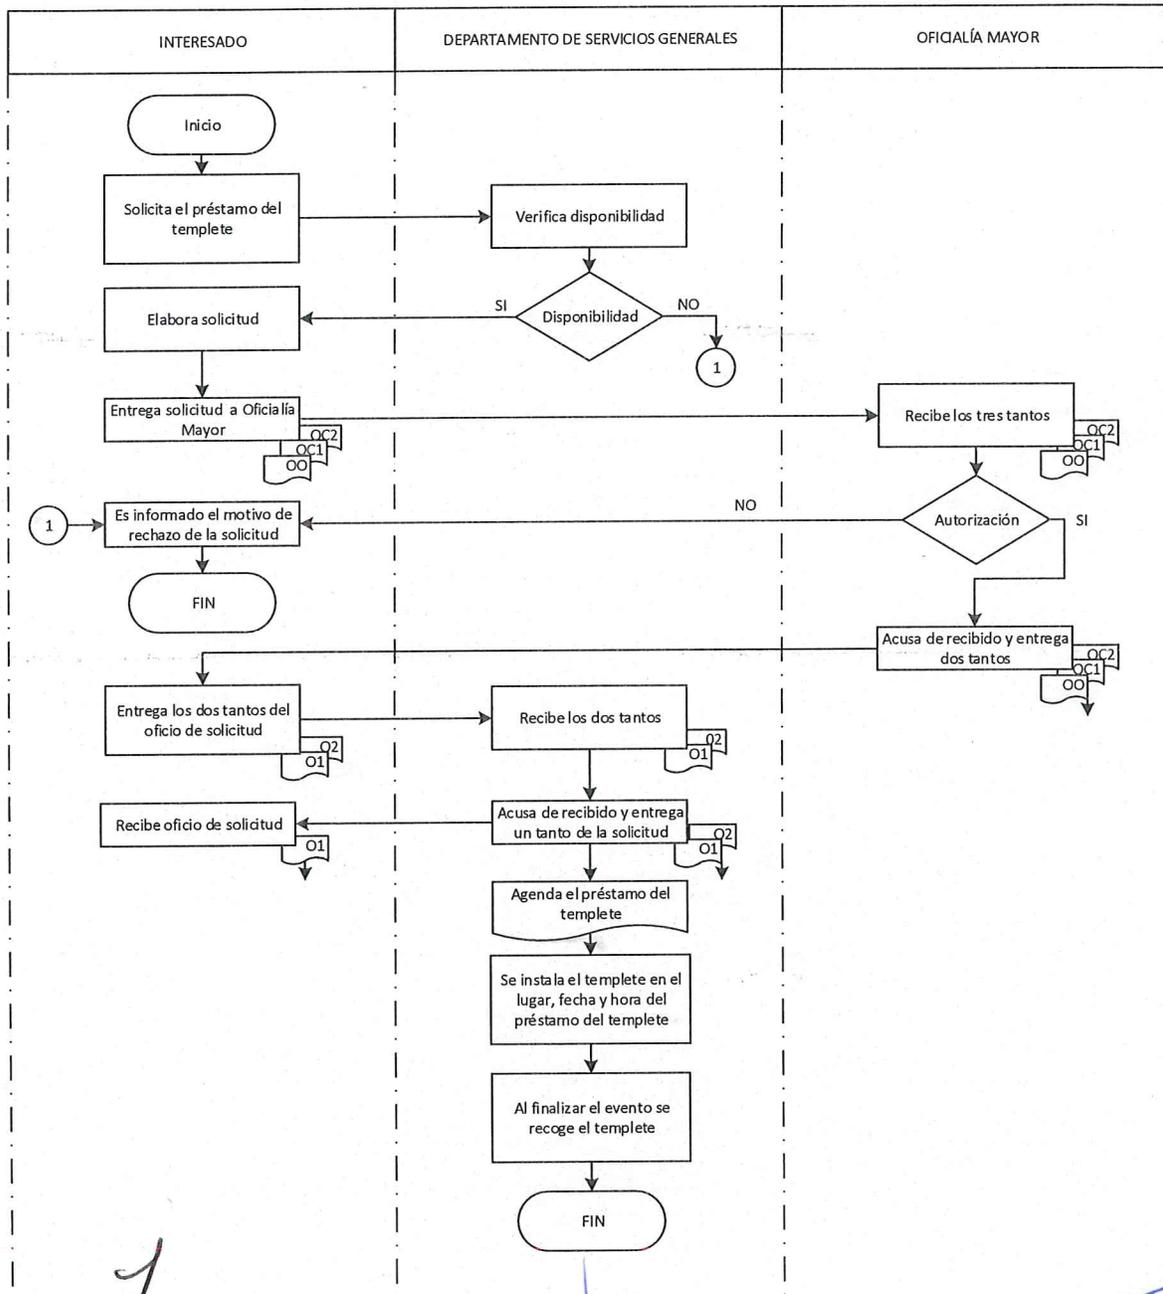 INTERESADO
DEPARTAMENTO DE SERVICIOS GENERALES
OFICIALÍA MAYOR
Inicio
Solicita el préstamo del
templete
Verifica disponibilidad
Elabora solicitud
SI
Disponibilidad
NO
1
Entrega solicitud a Oficialía
Mayor
OC2
OC1
OO
Recibe los tres tantos
OC2
OC1
OO
1
Es informado el motivo de
rechazo de la solicitud
NO
Autorización
SI
FIN
Acusa de recibido y entrega
dos tantos
OC2
OC1
OO
Entrega los dos tantos del
oficio de solicitud
O2
O1
Recibe los dos tantos
02
O1
Recibe oficio de solicitud
O1
Acusa de recibido y entrega
un tanto de la solicitud
O2
O1
Agenda el préstamo del
templete
Se instala el templete en el
lugar, fecha y hora del
préstamo del templete
Al finalizar el evento se
recoge el templete
FIN